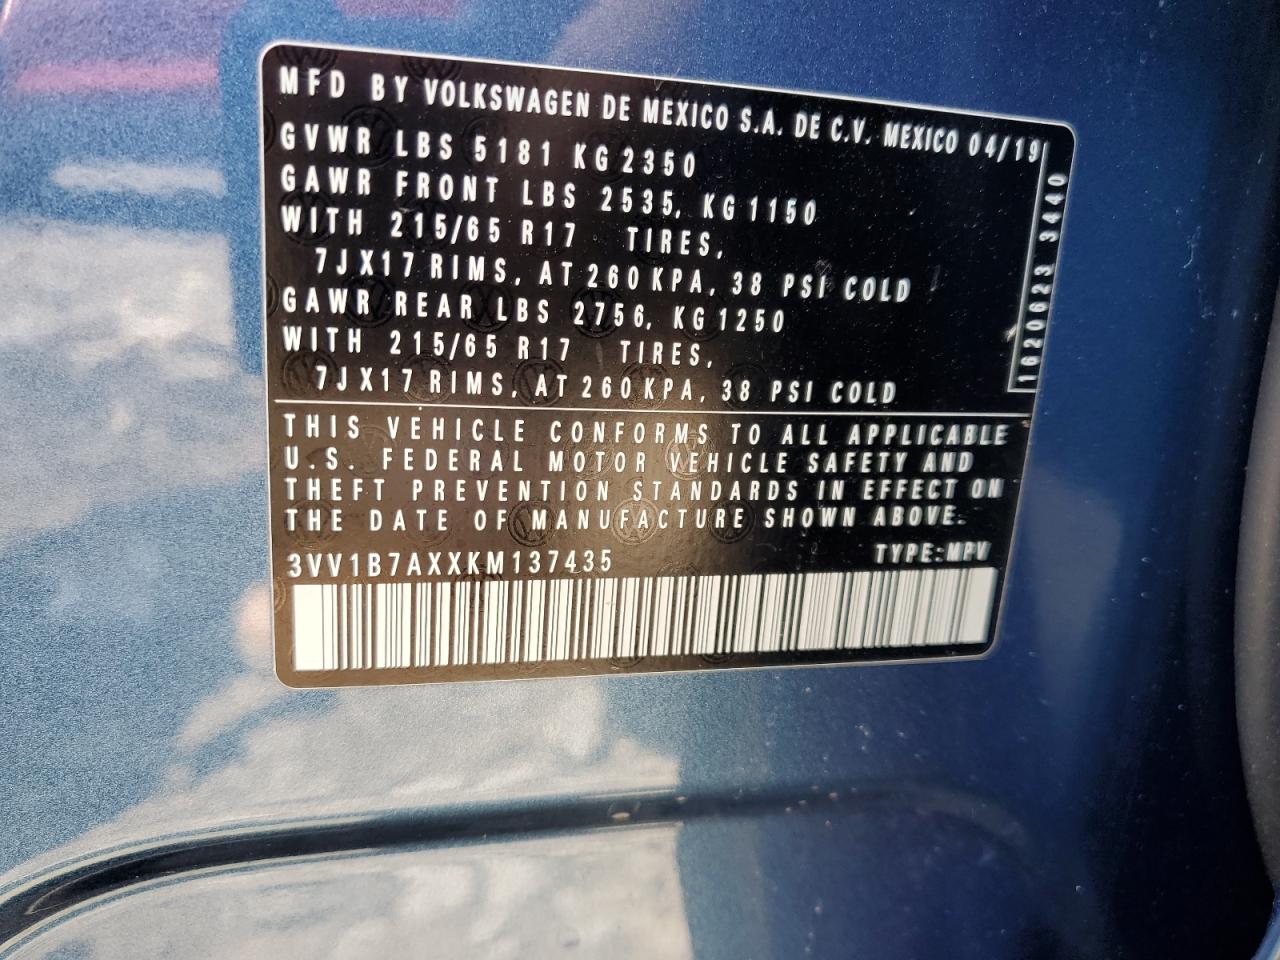 MFD BY VOLKSWAGEN DE MEXICO S.A. DE C.V. MEXICO 04/19
GVWR LBS 5181 KG 2350
GAWR FRONT LBS 2535, KG 1150
WITH 215/65 R17 TIRES,
7JX17 RIMS, AT 260 KPA, 38 PSI COLD
GAWR REAR LBS 2756, KG 1250
WITH 215/65 R17 TIRES,
7JX17 RIMS, AT 260 KPA, 38 PSI COLD
1620623 3440
THIS VEHICLE CONFORMS TO ALL APPLICABLE
U.S. FEDERAL MOTOR VEHICLE SAFETY AND
THEFT PREVENTION STANDARDS IN EFFECT ON
THE DATE OF MANUFACTURE SHOWN ABOVE.
3VV1B7AXXKM137435 TYPE:MPV